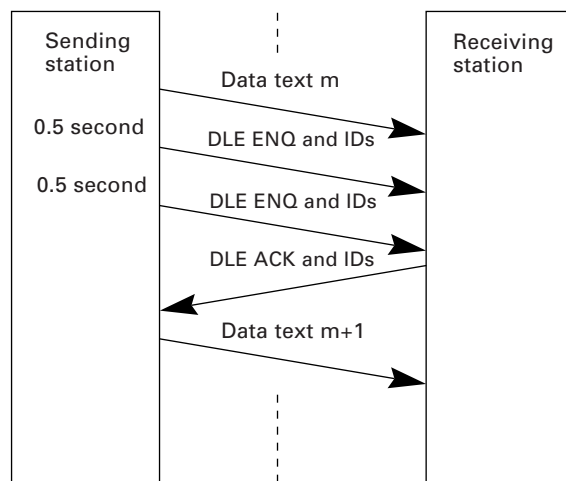 Sending
station
Receiving
station
Data text m
0.5 second
DLE ENQ and IDs
0.5 second
DLE ENQ and IDs
DLE ACK and IDs
Data text m+1